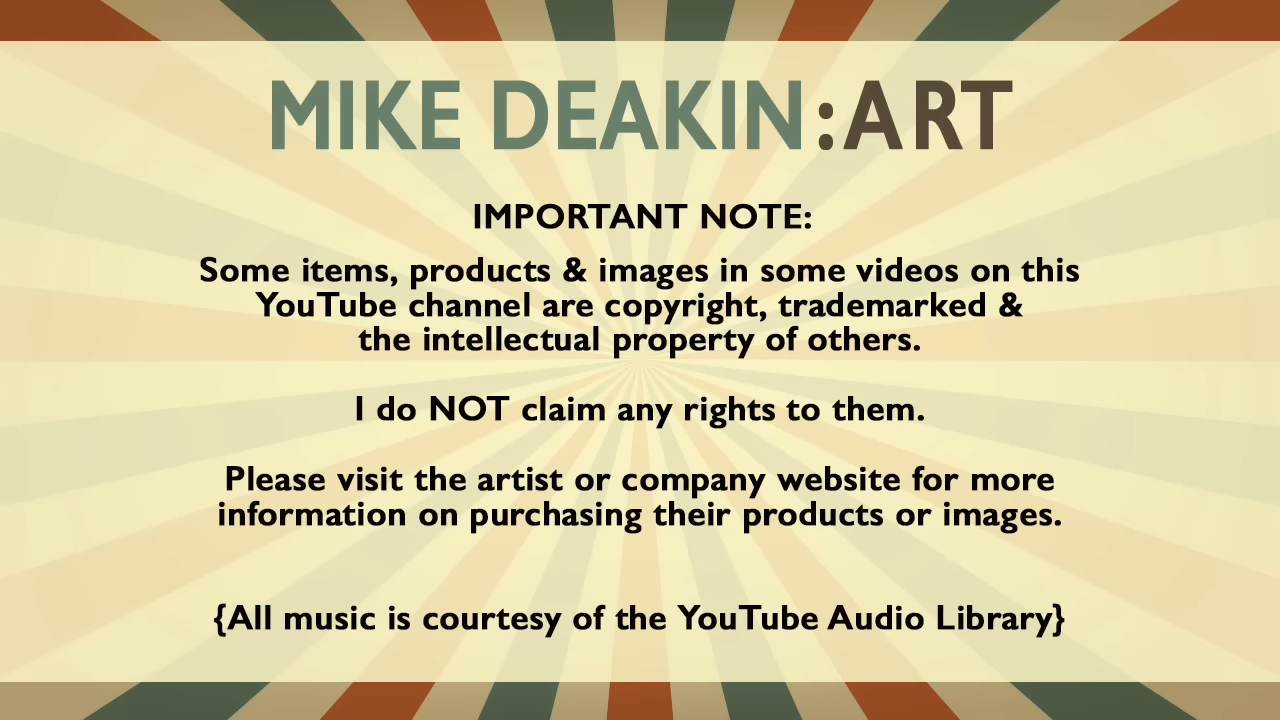 MIKE DEAKIN:ART
IMPORTANT NOTE:
Some items, products & images in some videos on this
YouTube channel are copyright, trademarked &
the intellectual property of others.
I do NOT claim any rights to them.
Please visit the artist or company website for more
information on purchasing their products or images.
{All music is courtesy of the YouTube Audio Library}